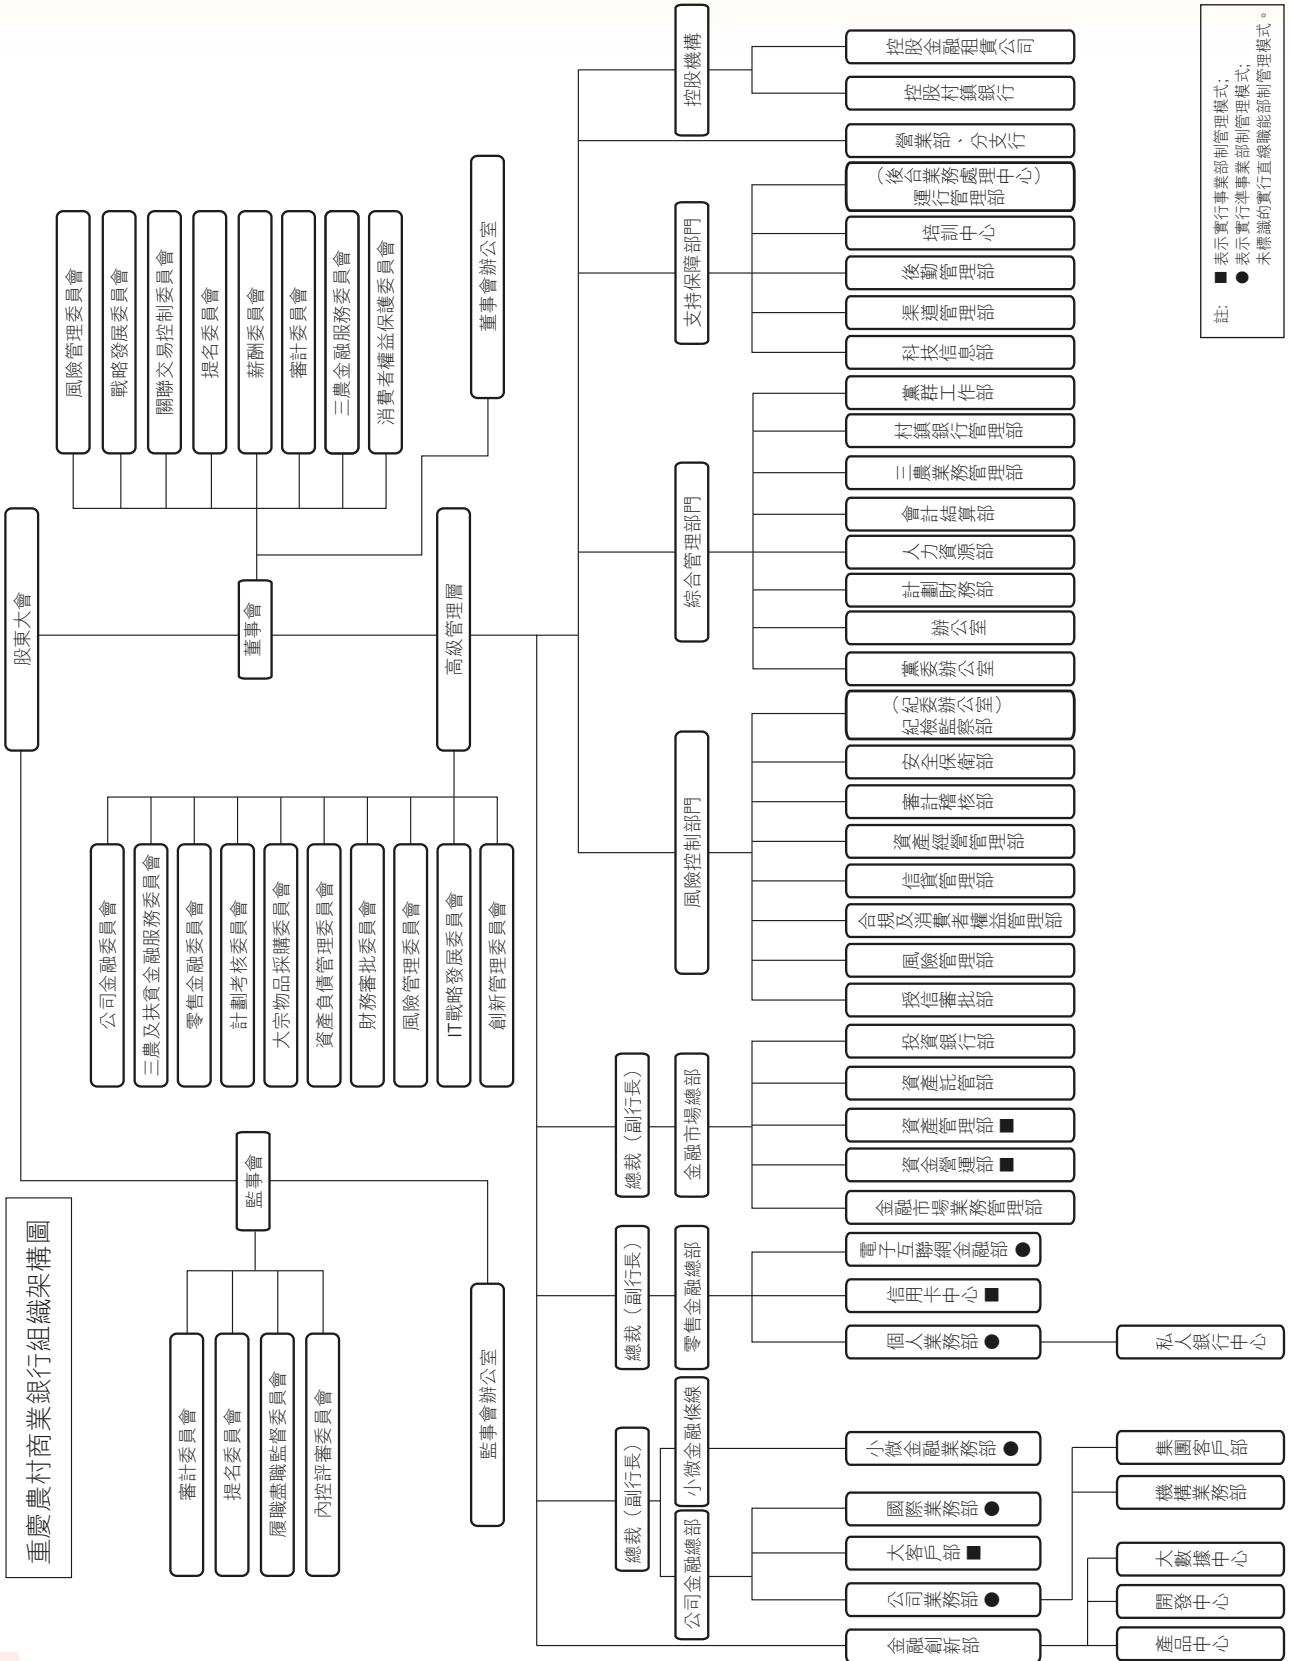 重慶農村商業銀行組織架構圖
股東大會
監事會
董事會
審計委員會
提名委員會
履職盡職監督委員會
內控評審委員會
監事會辦公室
風險管理委員會
戰略發展委員會
關聯交易控制委員會
提名委員會
薪酬委員會
審計委員會
三農金融服務委員會
消費者權益保護委員會
董事會辦公室
高級管理層
公司金融委員會
三農及扶貧金融服務委員會
零售金融委員會
計劃考核委員會
大宗物品採購委員會
資產負債管理委員會
財務審批委員會
風險管理委員會
IT戰略發展委員會
創新管理委員會
總裁（副行長）
總裁（副行長）
總裁（副行長）
公司金融總部
小微金融條線
零售金融總部
金融市場總部
風險控制部門
綜合管理部門
支持保障部門
控股機構
金融創新部
公司業務部 ●
大客戶部 ■
國際業務部 ●
小微金融業務部 ●
個人業務部 ●
信用卡中心 ■
電子互聯網金融部 ●
金融市場業務管理部
資金營運部 ■
資產管理部 ■
資產託管部
投資銀行部
授信審批部
風險管理部
合規及消費者權益管理部
信貸管理部
資產經營管理部
審計稽核部
安全保衛部
（紀委辦公室）
紀檢監察部
黨委辦公室
辦公室
計劃財務部
人力資源部
會計結算部
三農業務管理部
村鎮銀行管理部
黨群工作部
科技信息部
渠道管理部
後勤管理部
培訓中心
（後台業務處理中心）
運行管理部
營業部、分支行
控股村鎮銀行
控股金融租賃公司
產品中心
開發中心
大數據中心
機構業務部
集團客戶部
私人銀行中心
註: ■ 表示實行事業部制管理模式;
● 表示實行準事業部制管理模式;
未標識的實行直線職能部制管理模式。